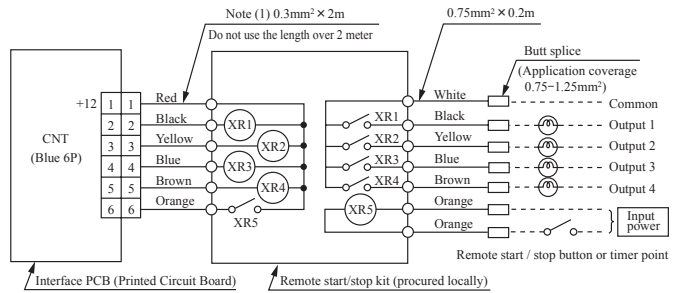 Note (1) 0.3mm² × 2m
0.75mm² × 0.2m
Do not use the length over 2 meter
Butt splice
(Application coverage
0.75−1.25mm²)
CNT
(Blue 6P)
+12
1 1 Red
2 2 Black
3 3 Yellow
4 4 Blue
5 5 Brown
6 6 Orange
XR1
XR2
XR3
XR4
XR5
White
XR1 Black
XR2 Yellow
XR3 Blue
XR4 Brown
XR5 Orange
Orange
Common
Output 1
Output 2
Output 3
Output 4
Input
power
Remote start / stop button or timer point
Interface PCB (Printed Circuit Board)
Remote start/stop kit (procured locally)